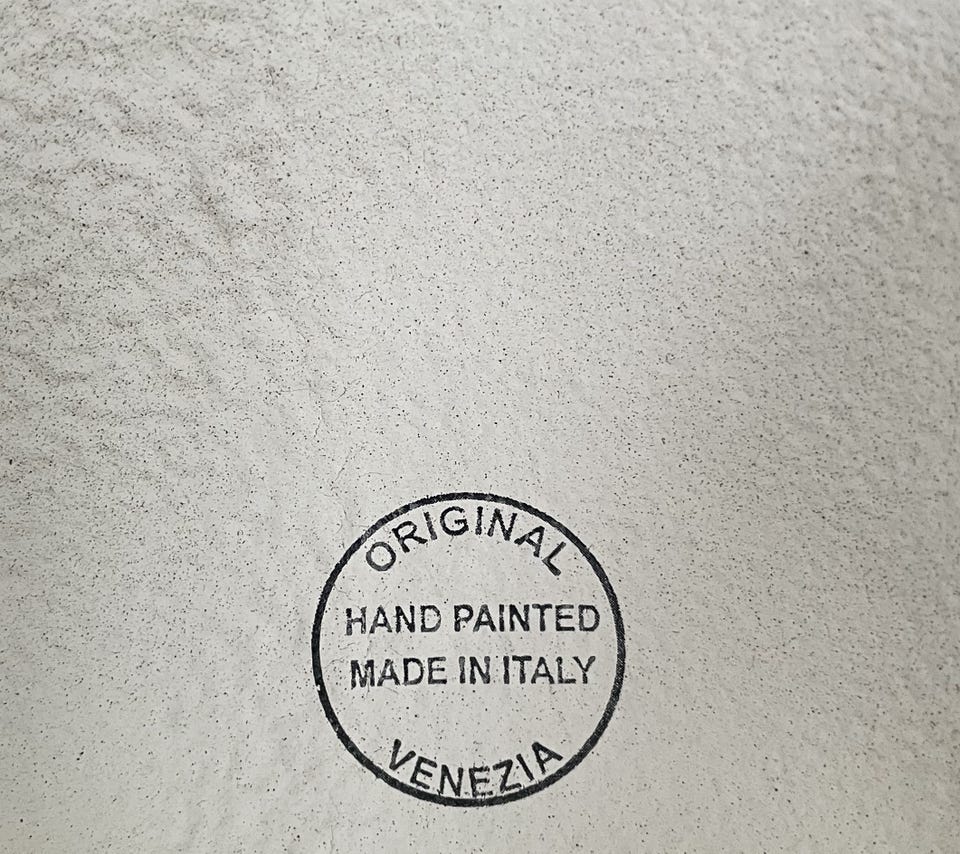 ORIGINAL
HAND PAINTED
MADE IN ITALY
VENEZIA